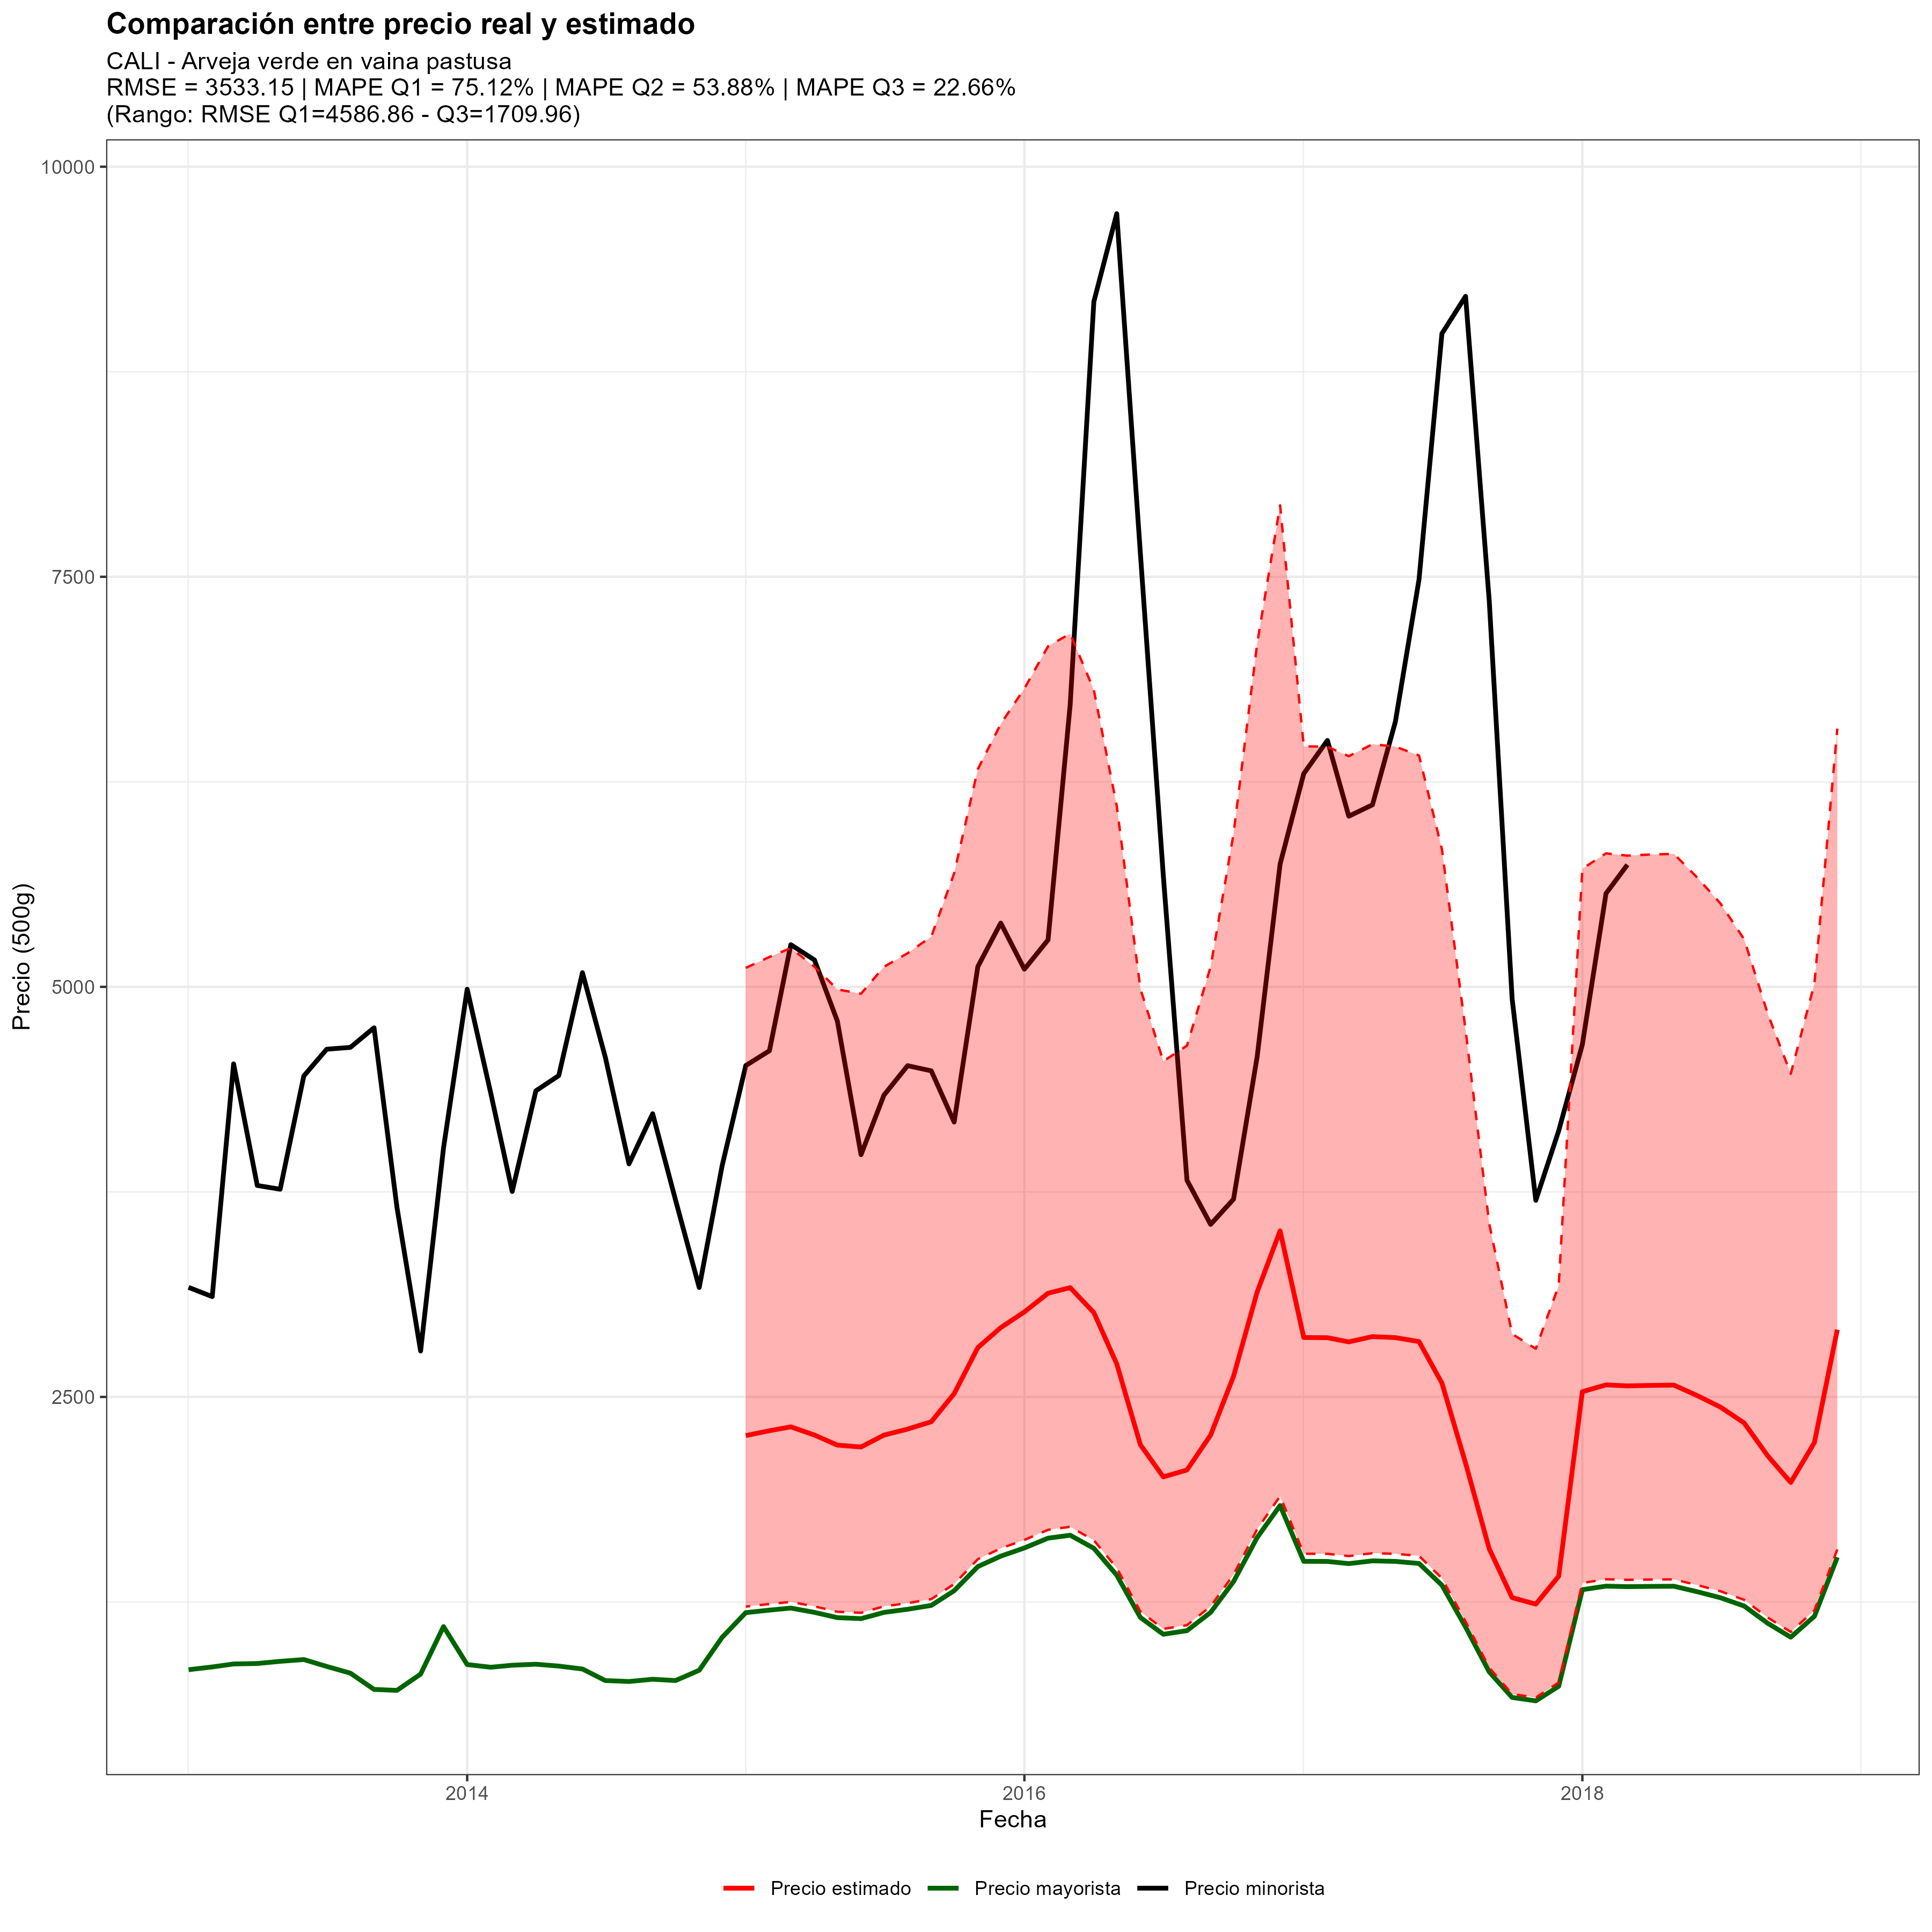 Comparación entre precio real y estimado
CALI - Arveja verde en vaina pastusa
RMSE = 3533.15 | MAPE Q1 = 75.12% | MAPE Q2 = 53.88% | MAPE Q3 = 22.66%
(Rango: RMSE Q1=4586.86 - Q3=1709.96)
10000
7500
5000
2500
Precio (500g)
2014
2016
2018
Fecha
Precio estimado
Precio mayorista
Precio minorista